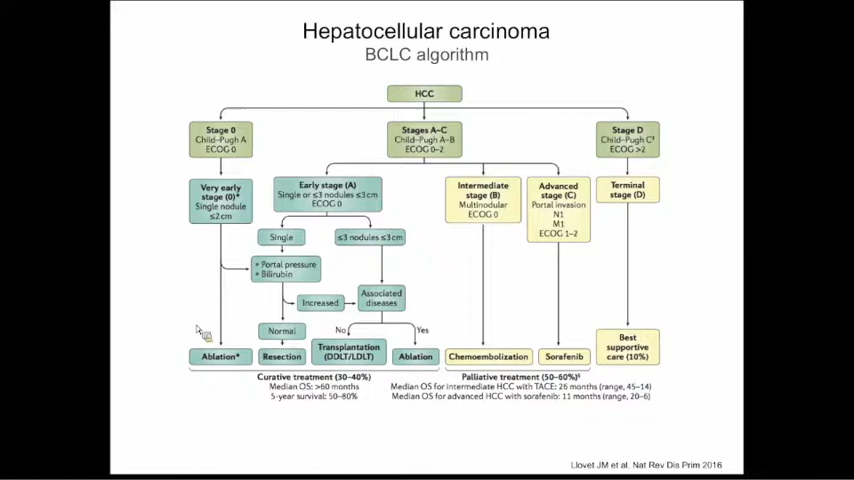 Hepatocellular carcinoma
BCLC algorithm
HCC
Stage 0
Child–Pugh A
ECOG 0
Stages A–C
Child–Pugh A–B
ECOG 0–2
Stage D
Child–Pugh C‡
ECOG >2
Very early
stage (0)*
Single nodule
≤2 cm
Early stage (A)
Single or ≤3 nodules ≤3 cm
ECOG 0
Intermediate
stage (B)
Multinodular
ECOG 0
Advanced
stage (C)
Portal invasion
N1
M1
ECOG 1–2
Terminal
stage (D)
Single
≤3 nodules ≤3 cm
• Portal pressure
• Bilirubin
Increased
Associated
diseases
Normal
No
Yes
Ablation*
Resection
Transplantation
(DDLT/LDLT)
Ablation
Chemoembolization
Sorafenib
Best
supportive
care (10%)
Curative treatment (30–40%)
Median OS: >60 months
5-year survival: 50–80%
Palliative treatment (50–60%)§
Median OS for intermediate HCC with TACE: 26 months (range, 45–14)
Median OS for advanced HCC with sorafenib: 11 months (range, 20–6)
Llovet JM et al. Nat Rev Dis Prim 2016